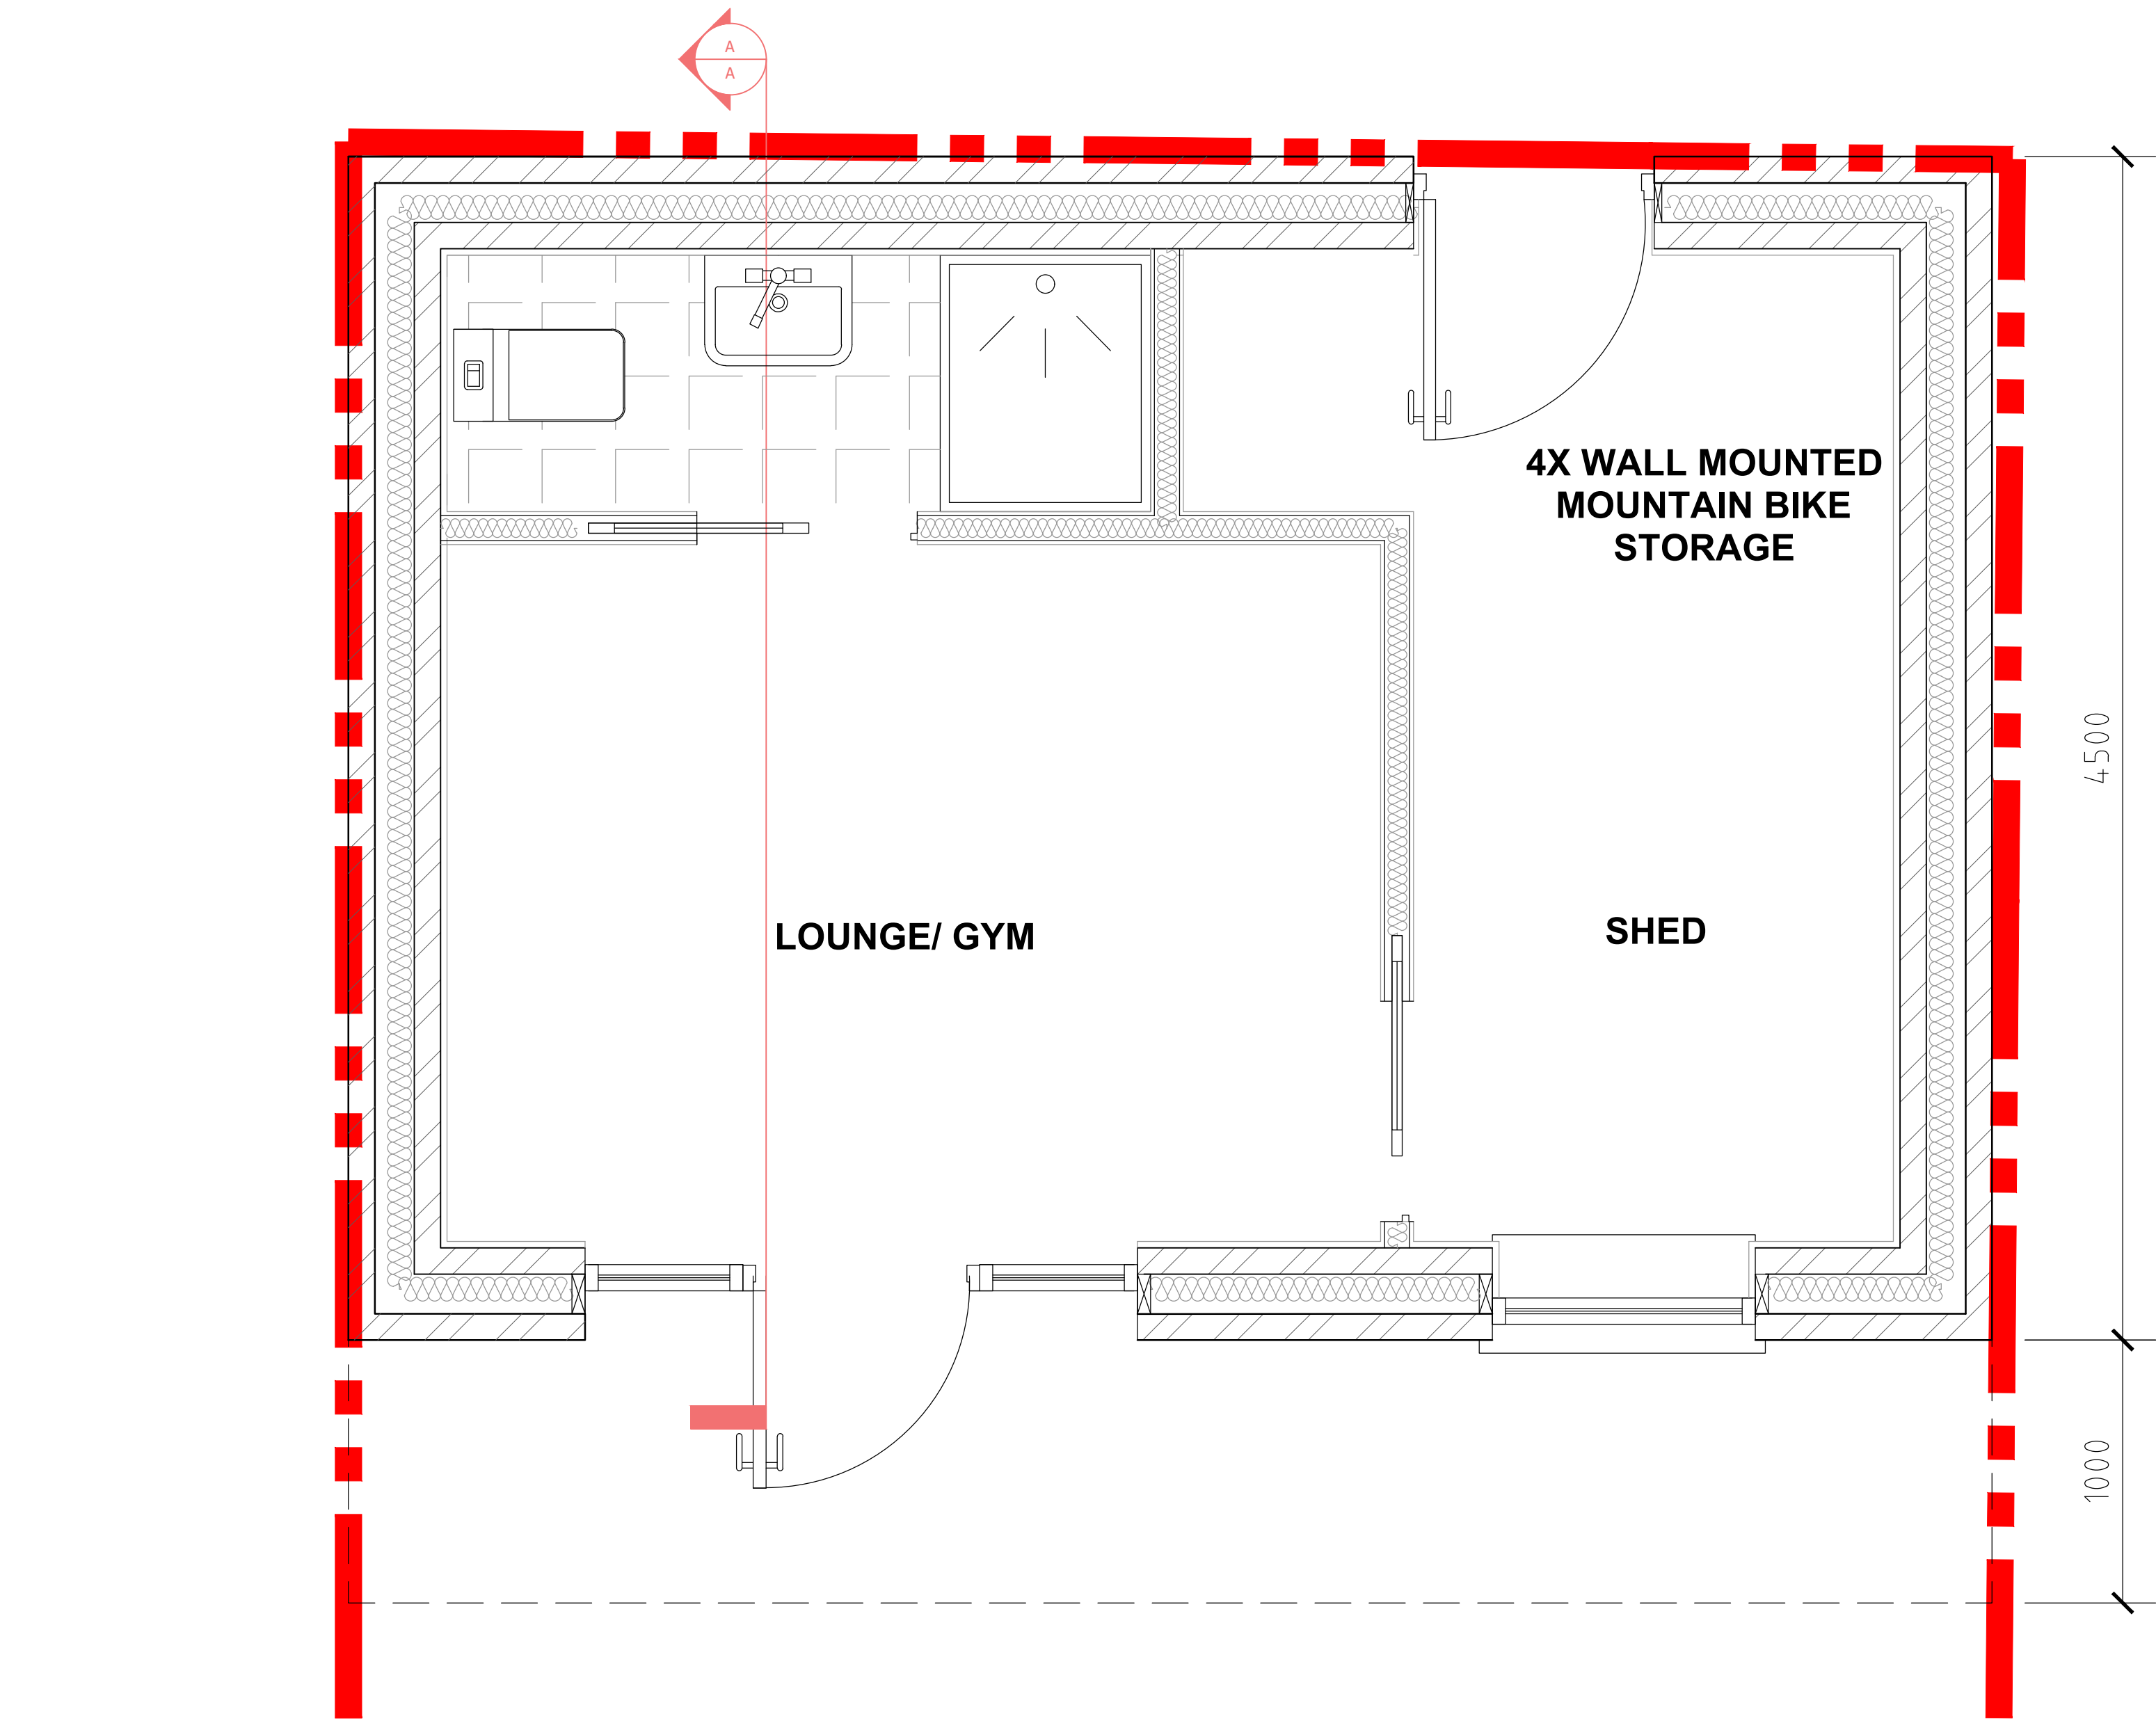 A
A
4X WALL MOUNTED
MOUNTAIN BIKE
STORAGE
4500
LOUNGE/ GYM
SHED
1000